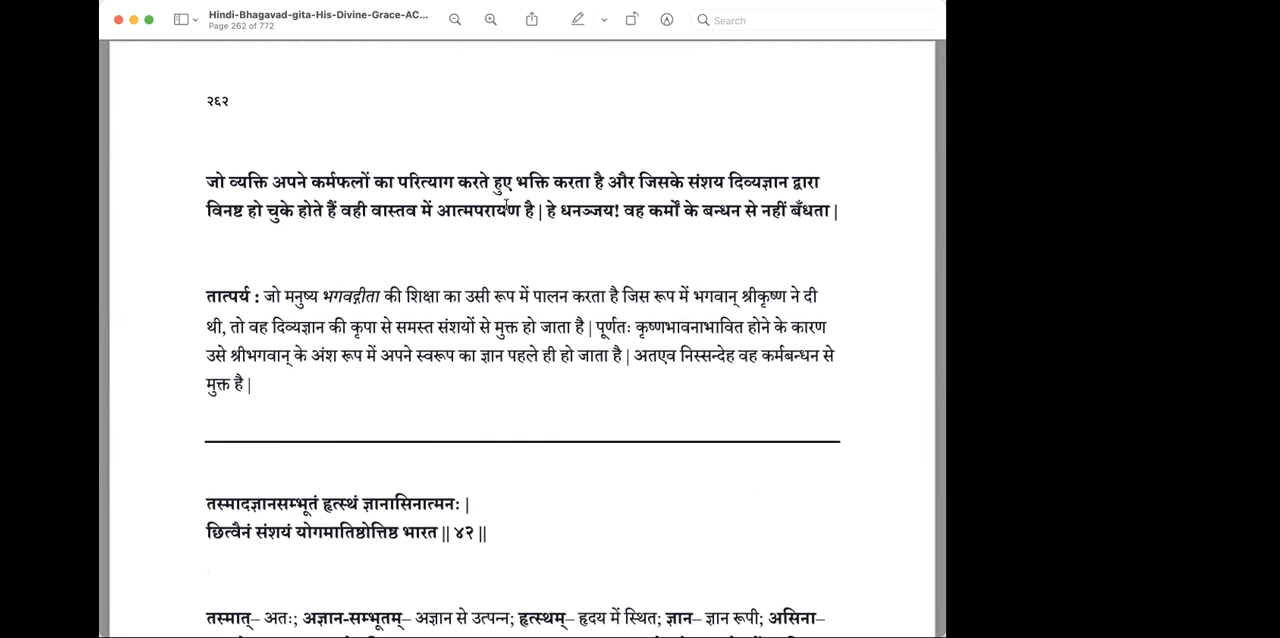 Hindi-Bhagavad-gita-His-Divine-Grace-AC...
Page 262 of 772
Search
२६२
जो व्यक्ति अपने कर्मफलों का परित्याग करते हुए भक्ति करता है और जिसके संशय दिव्यज्ञान द्वारा
विनष्ट हो चुके होते हैं वही वास्तव में आत्मपरायण है | हे धनञ्जय! वह कर्मों के बन्धन से नहीं बँधता |
तात्पर्य : जो मनुष्य भगवद्गीता की शिक्षा का उसी रूप में पालन करता है जिस रूप में भगवान् श्रीकृष्ण ने दी
थी, तो वह दिव्यज्ञान की कृपा से समस्त संशयों से मुक्त हो जाता है | पूर्णतः कृष्णभावनाभावित होने के कारण
उसे श्रीभगवान् के अंश रूप में अपने स्वरूप का ज्ञान पहले ही हो जाता है | अतएव निस्सन्देह वह कर्मबन्धन से
मुक्त है |
तस्मादज्ञानसम्भूतं हृत्स्थं ज्ञानासिनात्मनः |
छित्वैनं संशयं योगमातिष्ठोत्तिष्ठ भारत || ४२ ||
तस्मात्– अतः; अज्ञान-सम्भूतम्– अज्ञान से उत्पन्न; हृत्स्थम्– हृदय में स्थित; ज्ञान– ज्ञान रूपी; असिना–